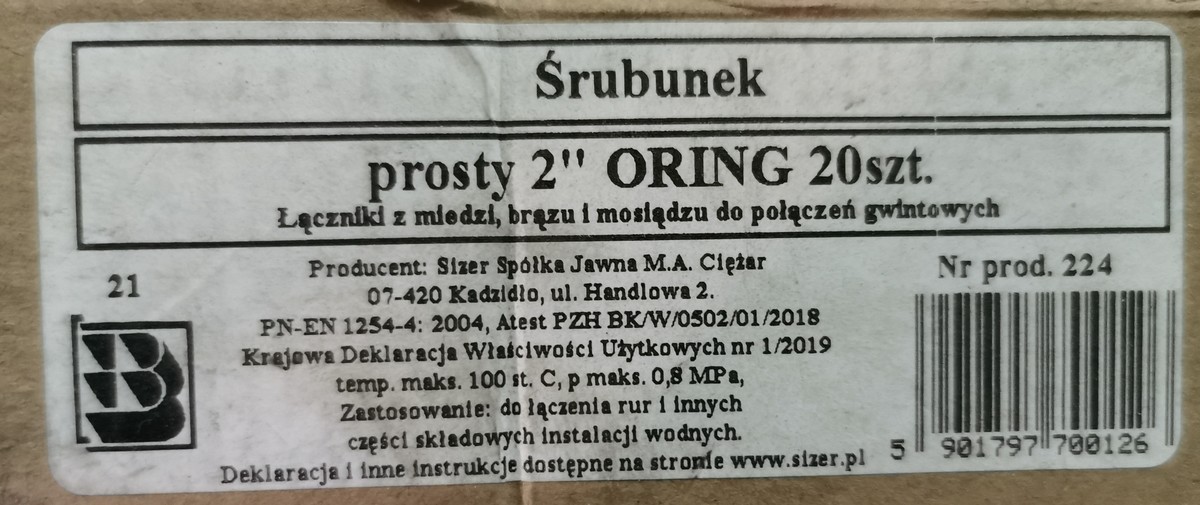 Śrubunek
prosty 2" ORING 20szt.
Łączniki z miedzi, brązu i mosiądzu do połączeń gwintowych
21
Producent: Sizer Spółka Jawna M.A. Ciężar
07-420 Kadzidło, ul. Handlowa 2.
PN-EN 1254-4: 2004, Atest PZH BK/W/0502/01/2018
Krajowa Deklaracja Właściwości Użytkowych nr 1/2019
temp. maks. 100 st. C, p maks. 0,8 MPa,
Zastosowanie: do łączenia rur i innych
części składowych instalacji wodnych.
Deklaracja i inne instrukcje dostępne na stronie www.sizer.pl
Nr prod. 224
5 901797 700126
B